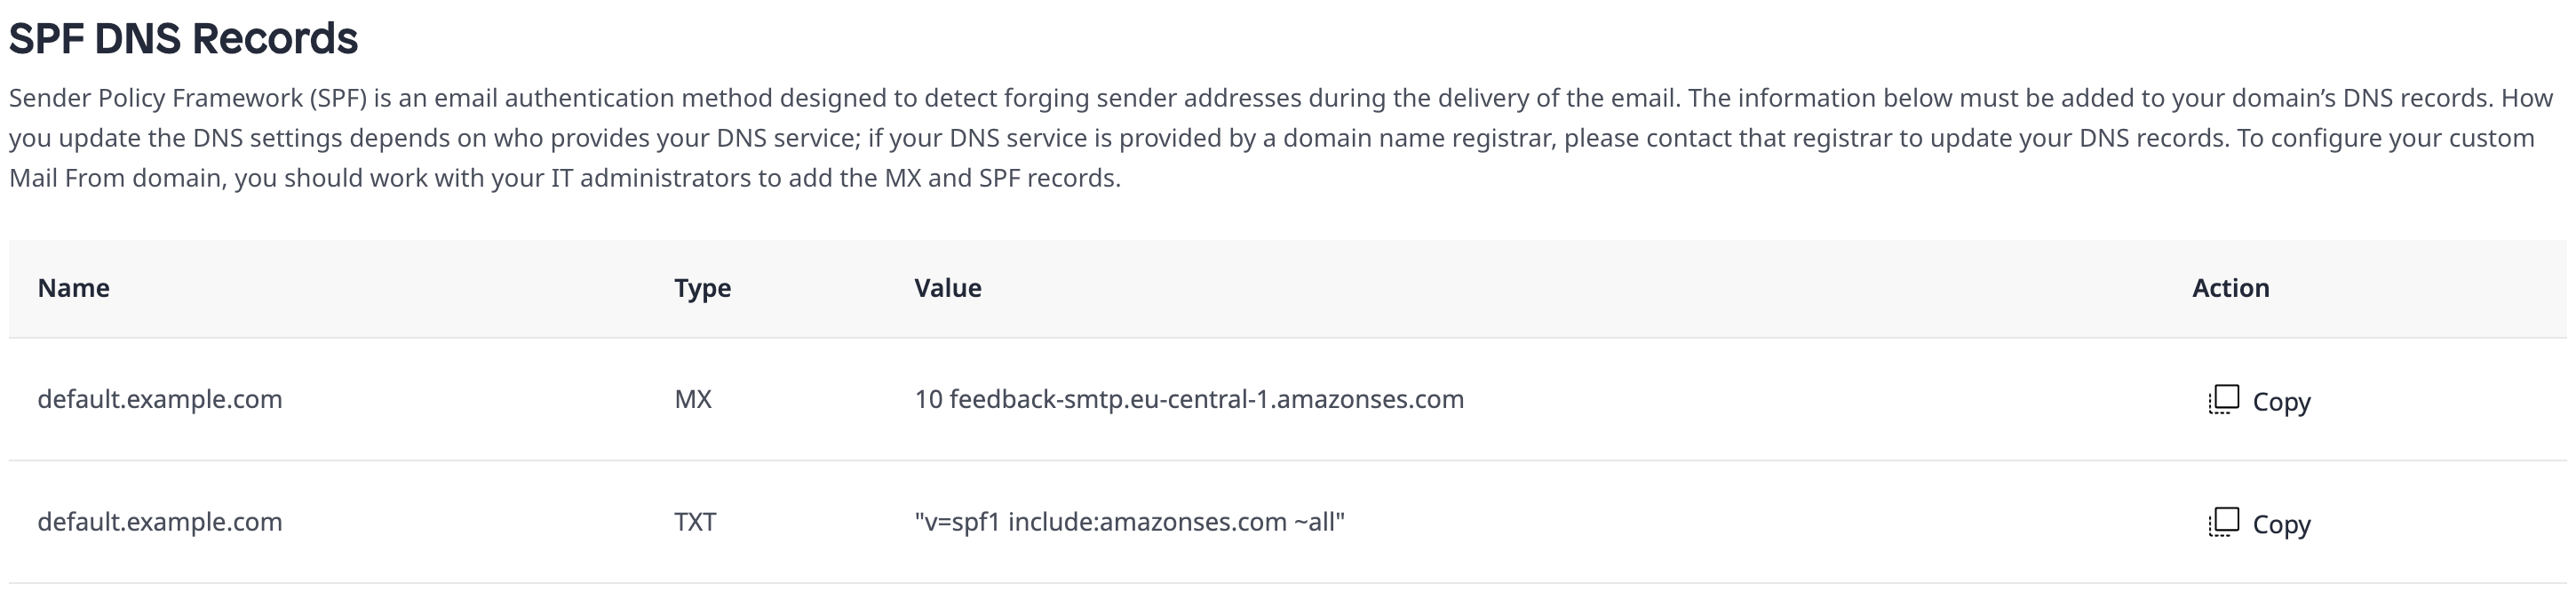 SPF DNS Records
Sender Policy Framework (SPF) is an email authentication method designed to detect forging sender addresses during the delivery of the email. The information below must be added to your domain’s DNS records. How
you update the DNS settings depends on who provides your DNS service; if your DNS service is provided by a domain name registrar, please contact that registrar to update your DNS records. To configure your custom
Mail From domain, you should work with your IT administrators to add the MX and SPF records.
Name Type Value Action
default.example.com MX 10 feedback-smtp.eu-central-1.amazonses.com Copy
default.example.com TXT "v=spf1 include:amazonses.com ~all" Copy